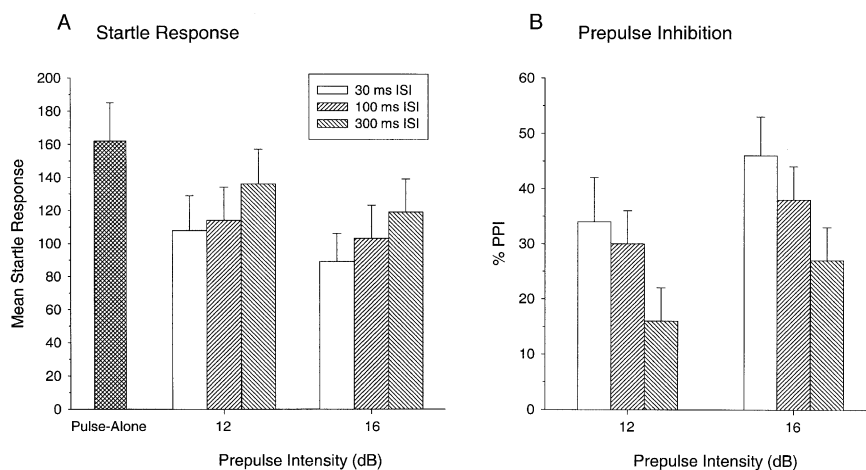 A Startle Response
Mean Startle Response
200
180
160
140
120
100
80
60
40
20
0
30 ms ISI
100 ms ISI
300 ms ISI
Pulse-Alone 12 16
Prepulse Intensity (dB)
B Prepulse Inhibition
% PPI
60
50
40
30
20
10
0
12 16
Prepulse Intensity (dB)